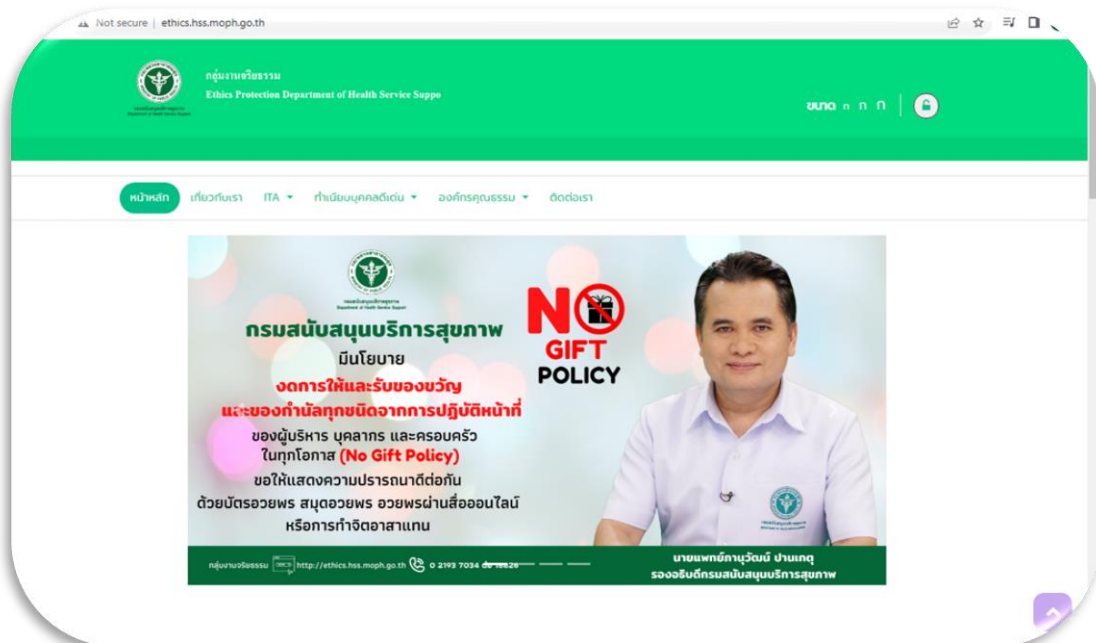 Not secure | ethics.hss.moph.go.th
กลุ่มงานจริยธรรม
Ethics Protection Department of Health Service Suppo
ขนาด ก ก ก
หน้าหลัก เกี่ยวกับเรา ITA ทำเนียบบุคคลดีเด่น องค์กรคุณธรรม ติดต่อเรา
กรมสนับสนุนบริการสุขภาพ
Department of Health Service Support
กรมสนับสนุนบริการสุขภาพ
มีนโยบาย
งดการให้และรับของขวัญ
และของกำนัลทุกชนิดจากการปฏิบัติหน้าที่
ของผู้บริหาร บุคลากร และครอบครัว
ในทุกโอกาส (No Gift Policy)
ขอให้แสดงความปรารถนาดีต่อกัน
ด้วยบัตรอวยพร สมุดอวยพร อวยพรผ่านสื่อออนไลน์
หรือการทำจิตอาสาแทน
NO
GIFT
POLICY
กลุ่มงานจริยธรรม http://ethics.hss.moph.go.th 0 2193 7034 ต่อ 18826
นายแพทย์ภานุวัฒน์ ปานเกตุ
รองอธิบดีกรมสนับสนุนบริการสุขภาพ